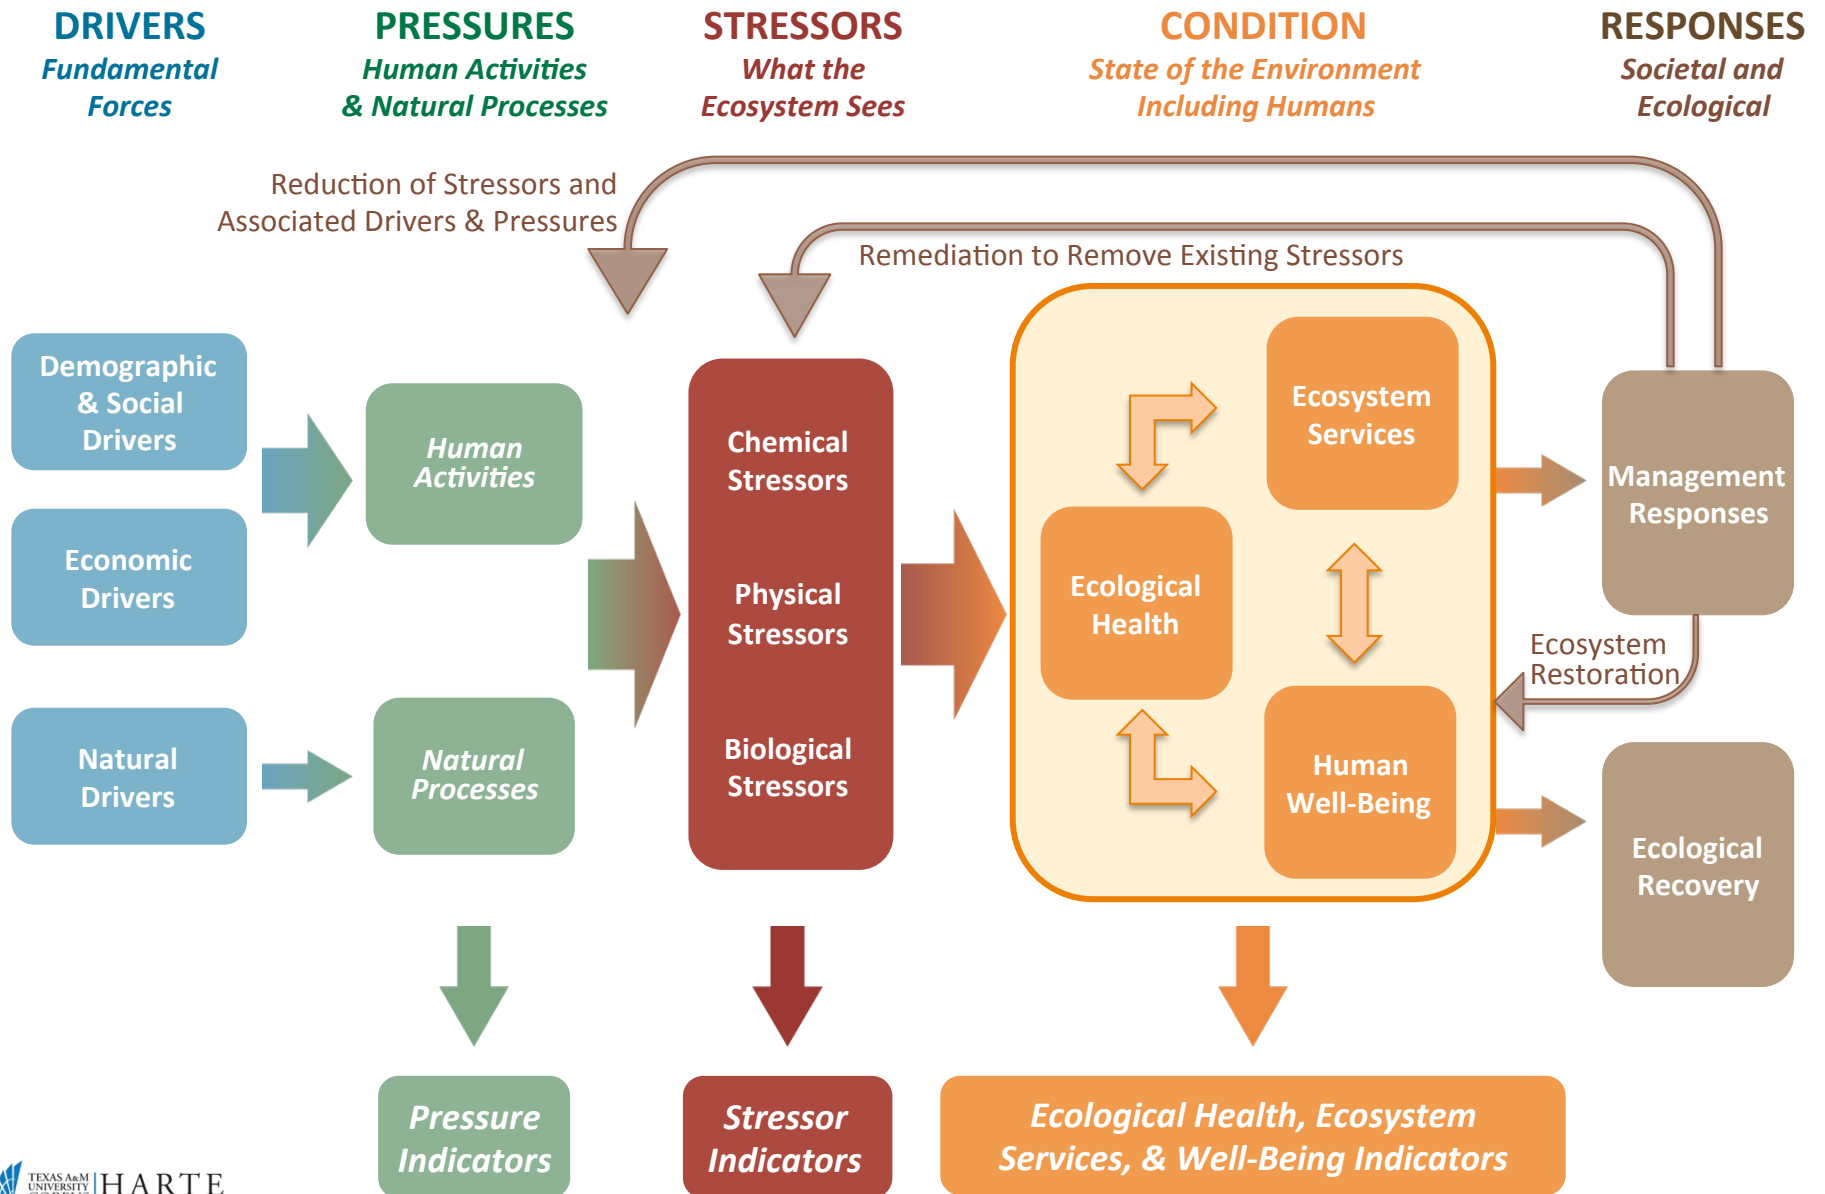 DRIVERS
Fundamental
Forces
PRESSURES
Human Activities
& Natural Processes
STRESSORS
What the
Ecosystem Sees
CONDITION
State of the Environment
Including Humans
RESPONSES
Societal and
Ecological
Reduction of Stressors and
Associated Drivers & Pressures
Remediation to Remove Existing Stressors
Demographic
& Social
Drivers
Economic
Drivers
Natural
Drivers
Human
Activities
Natural
Processes
Chemical
Stressors
Physical
Stressors
Biological
Stressors
Ecosystem
Services
Ecological
Health
Human
Well-Being
Management
Responses
Ecosystem
Restoration
Ecological
Recovery
Pressure
Indicators
Stressor
Indicators
Ecological Health, Ecosystem
Services, & Well-Being Indicators
TEXAS A&M
UNIVERSITY
HARTE